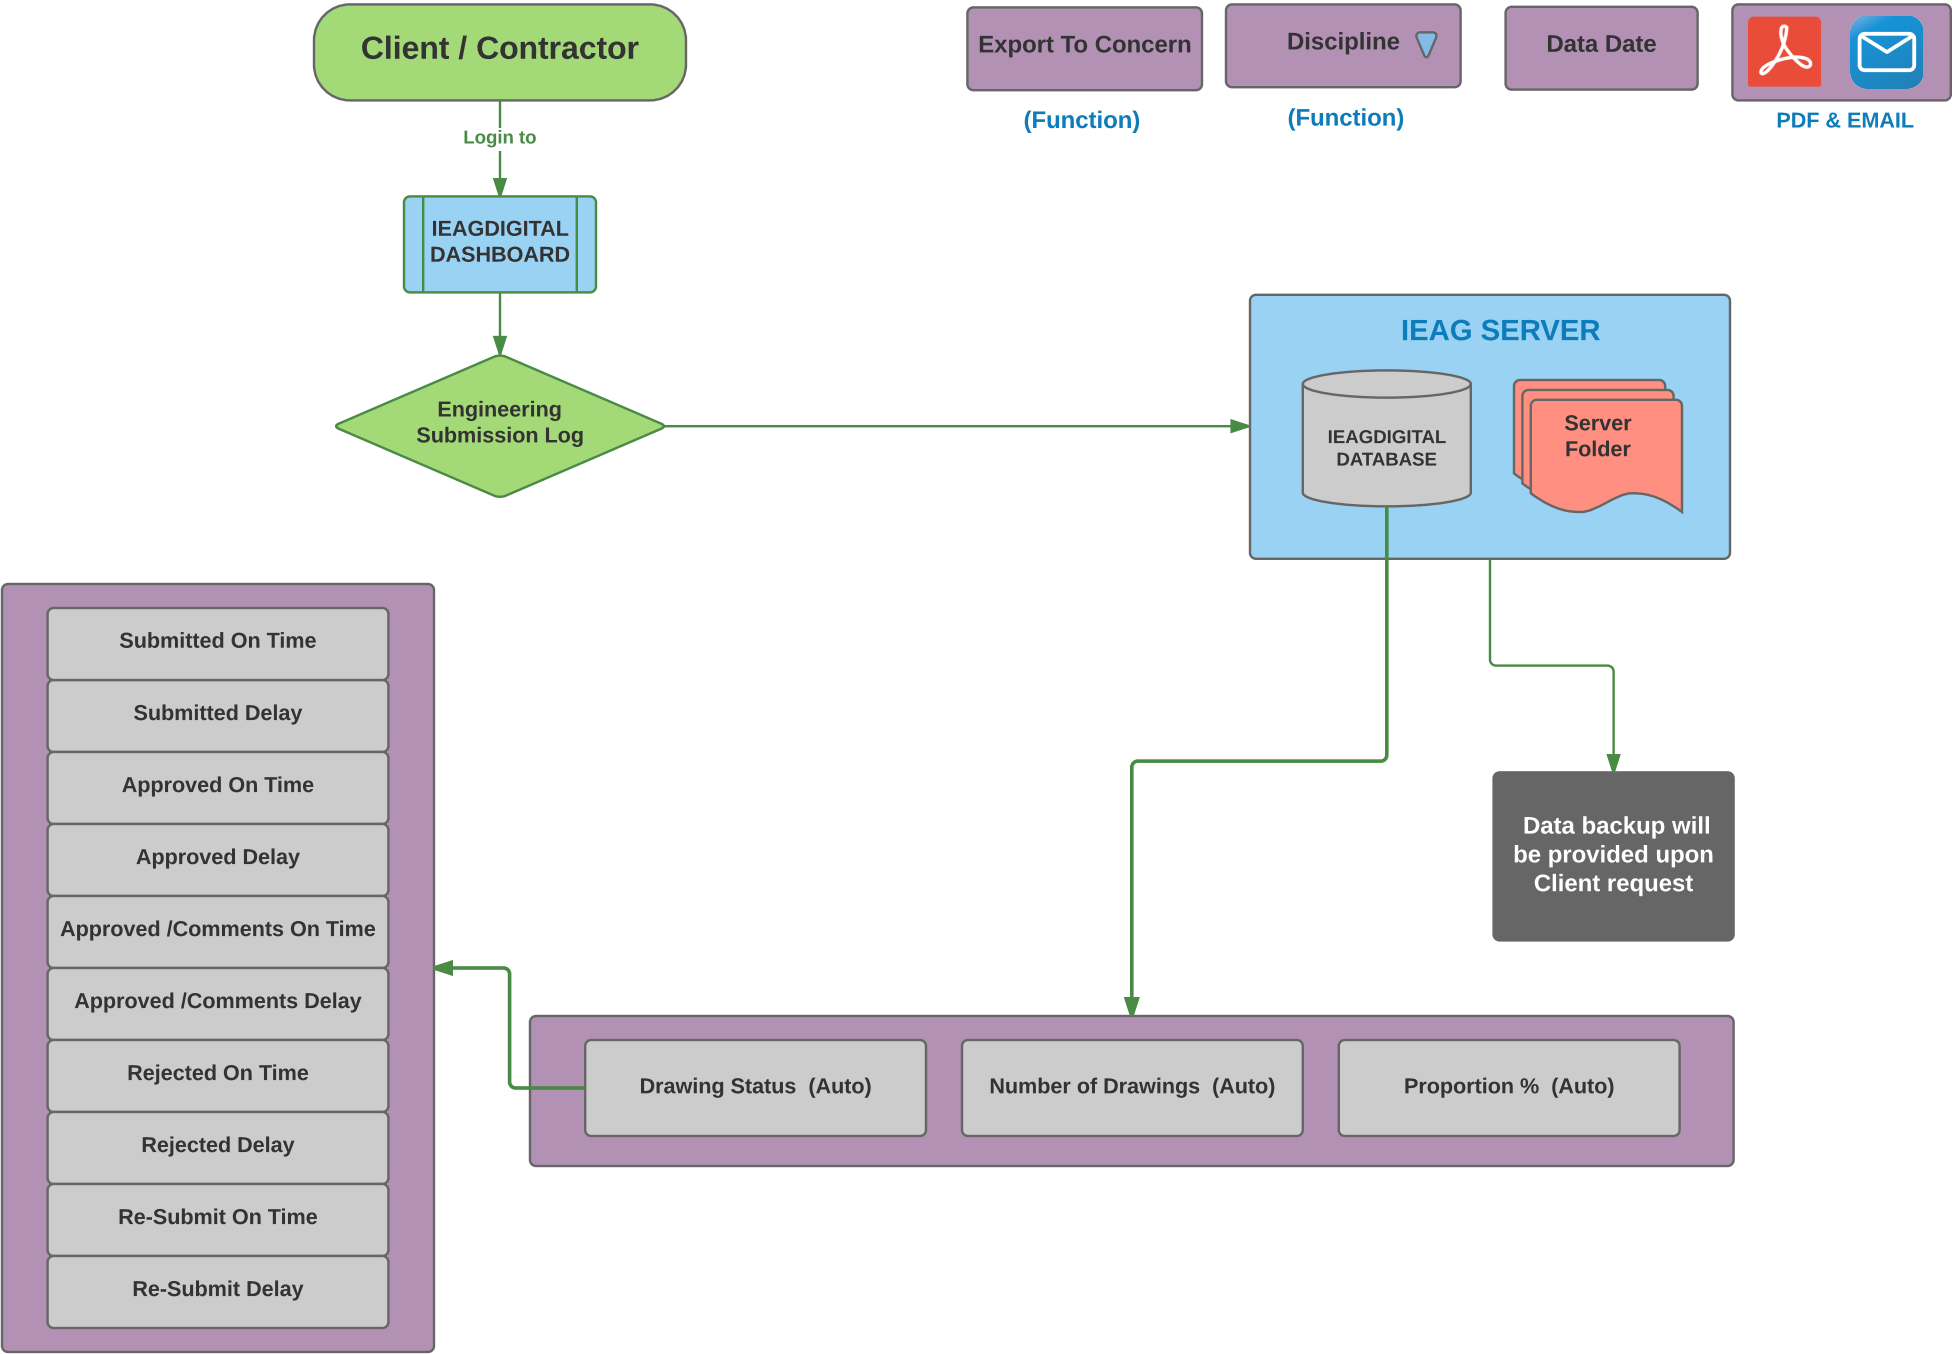 Client / Contractor
Export To Concern
(Function)
Discipline
(Function)
Data Date
PDF & EMAIL
Login to
IEAGDIGITAL
DASHBOARD
Engineering
Submission Log
IEAG SERVER
IEAGDIGITAL
DATABASE
Server
Folder
Data backup will
be provided upon
Client request
Drawing Status (Auto)
Number of Drawings (Auto)
Proportion % (Auto)
Submitted On Time
Submitted Delay
Approved On Time
Approved Delay
Approved /Comments On Time
Approved /Comments Delay
Rejected On Time
Rejected Delay
Re-Submit On Time
Re-Submit Delay